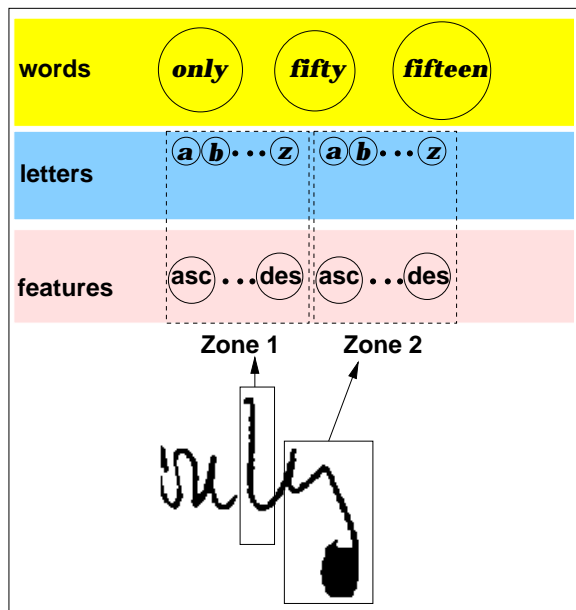 words only fifty fifteen
letters a b ••• z a b ••• z
features asc ••• des asc ••• des
Zone 1 Zone 2
only